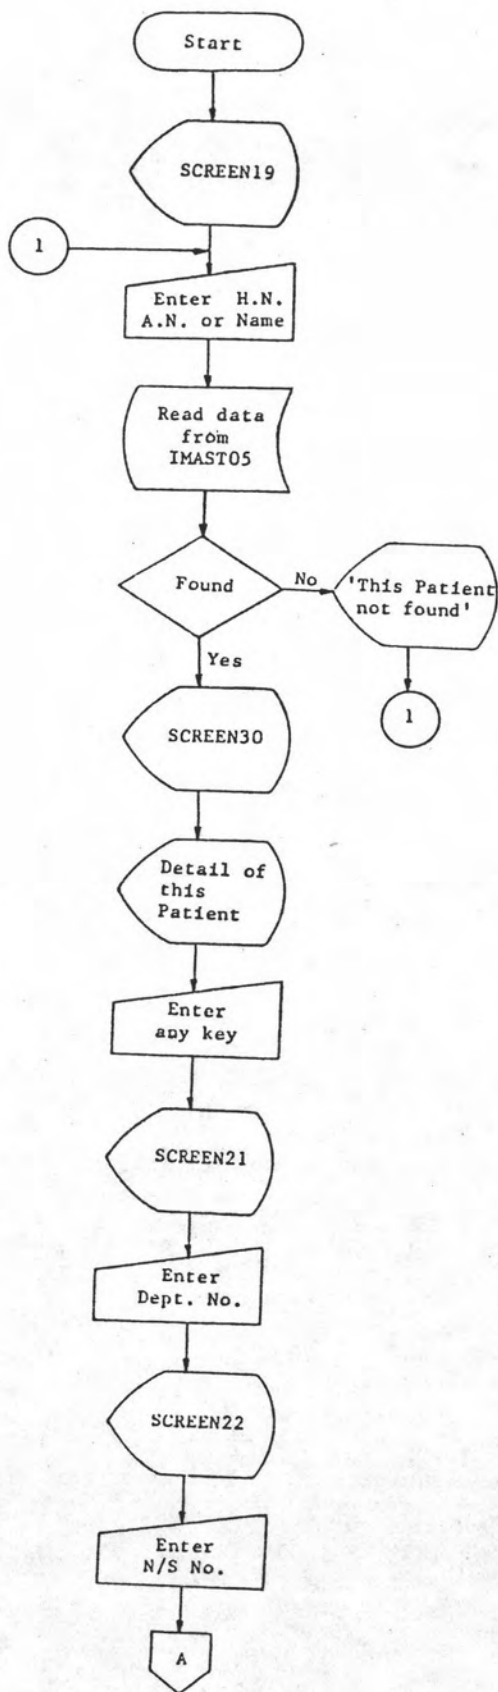 Start
SCREEN19
1
Enter H.N.
A.N. or Name
Read data
from
IMAST05
Found
No
'This Patient
not found'
Yes
1
SCREEN30
Detail of
this
Patient
Enter
any key
SCREEN21
Enter
Dept. No.
SCREEN22
Enter
N/S No.
A